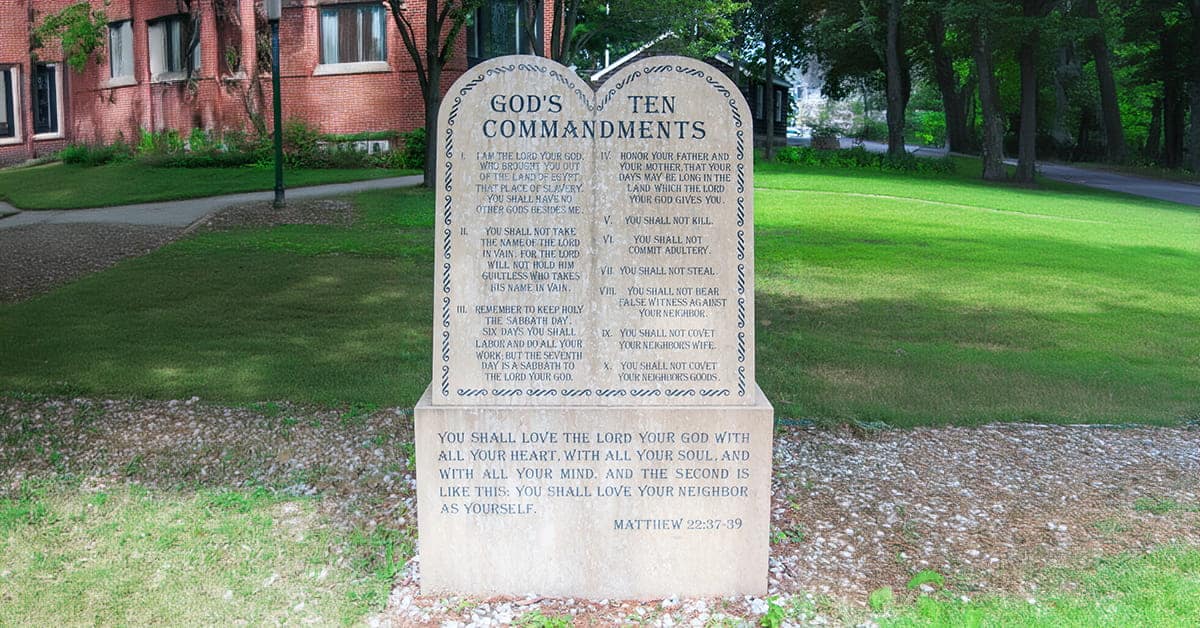 GOD'S TEN
COMMANDMENTS
I. I AM THE LORD YOUR GOD,
WHO BROUGHT YOU OUT
OF THE LAND OF EGYPT,
THAT PLACE OF SLAVERY.
YOU SHALL HAVE NO
OTHER GODS BESIDES ME.
II. YOU SHALL NOT TAKE
THE NAME OF THE LORD
IN VAIN. FOR THE LORD
WILL NOT HOLD HIM
GUILTLESS WHO TAKES
HIS NAME IN VAIN.
III. REMEMBER TO KEEP HOLY
THE SABBATH DAY.
SIX DAYS YOU SHALL
LABOR AND DO ALL YOUR
WORK; BUT THE SEVENTH
DAY IS A SABBATH TO
THE LORD YOUR GOD.
IV. HONOR YOUR FATHER AND
YOUR MOTHER, THAT YOUR
DAYS MAY BE LONG IN THE
LAND WHICH THE LORD
YOUR GOD GIVES YOU.
V. YOU SHALL NOT KILL.
VI. YOU SHALL NOT
COMMIT ADULTERY.
VII. YOU SHALL NOT STEAL.
VIII. YOU SHALL NOT BEAR
FALSE WITNESS AGAINST
YOUR NEIGHBOR.
IX. YOU SHALL NOT COVET
YOUR NEIGHBOR'S WIFE.
X. YOU SHALL NOT COVET
YOUR NEIGHBOR'S GOODS.
YOU SHALL LOVE THE LORD YOUR GOD WITH
ALL YOUR HEART, WITH ALL YOUR SOUL, AND
WITH ALL YOUR MIND. AND THE SECOND IS
LIKE THIS: YOU SHALL LOVE YOUR NEIGHBOR
AS YOURSELF.
MATTHEW 22:37-39